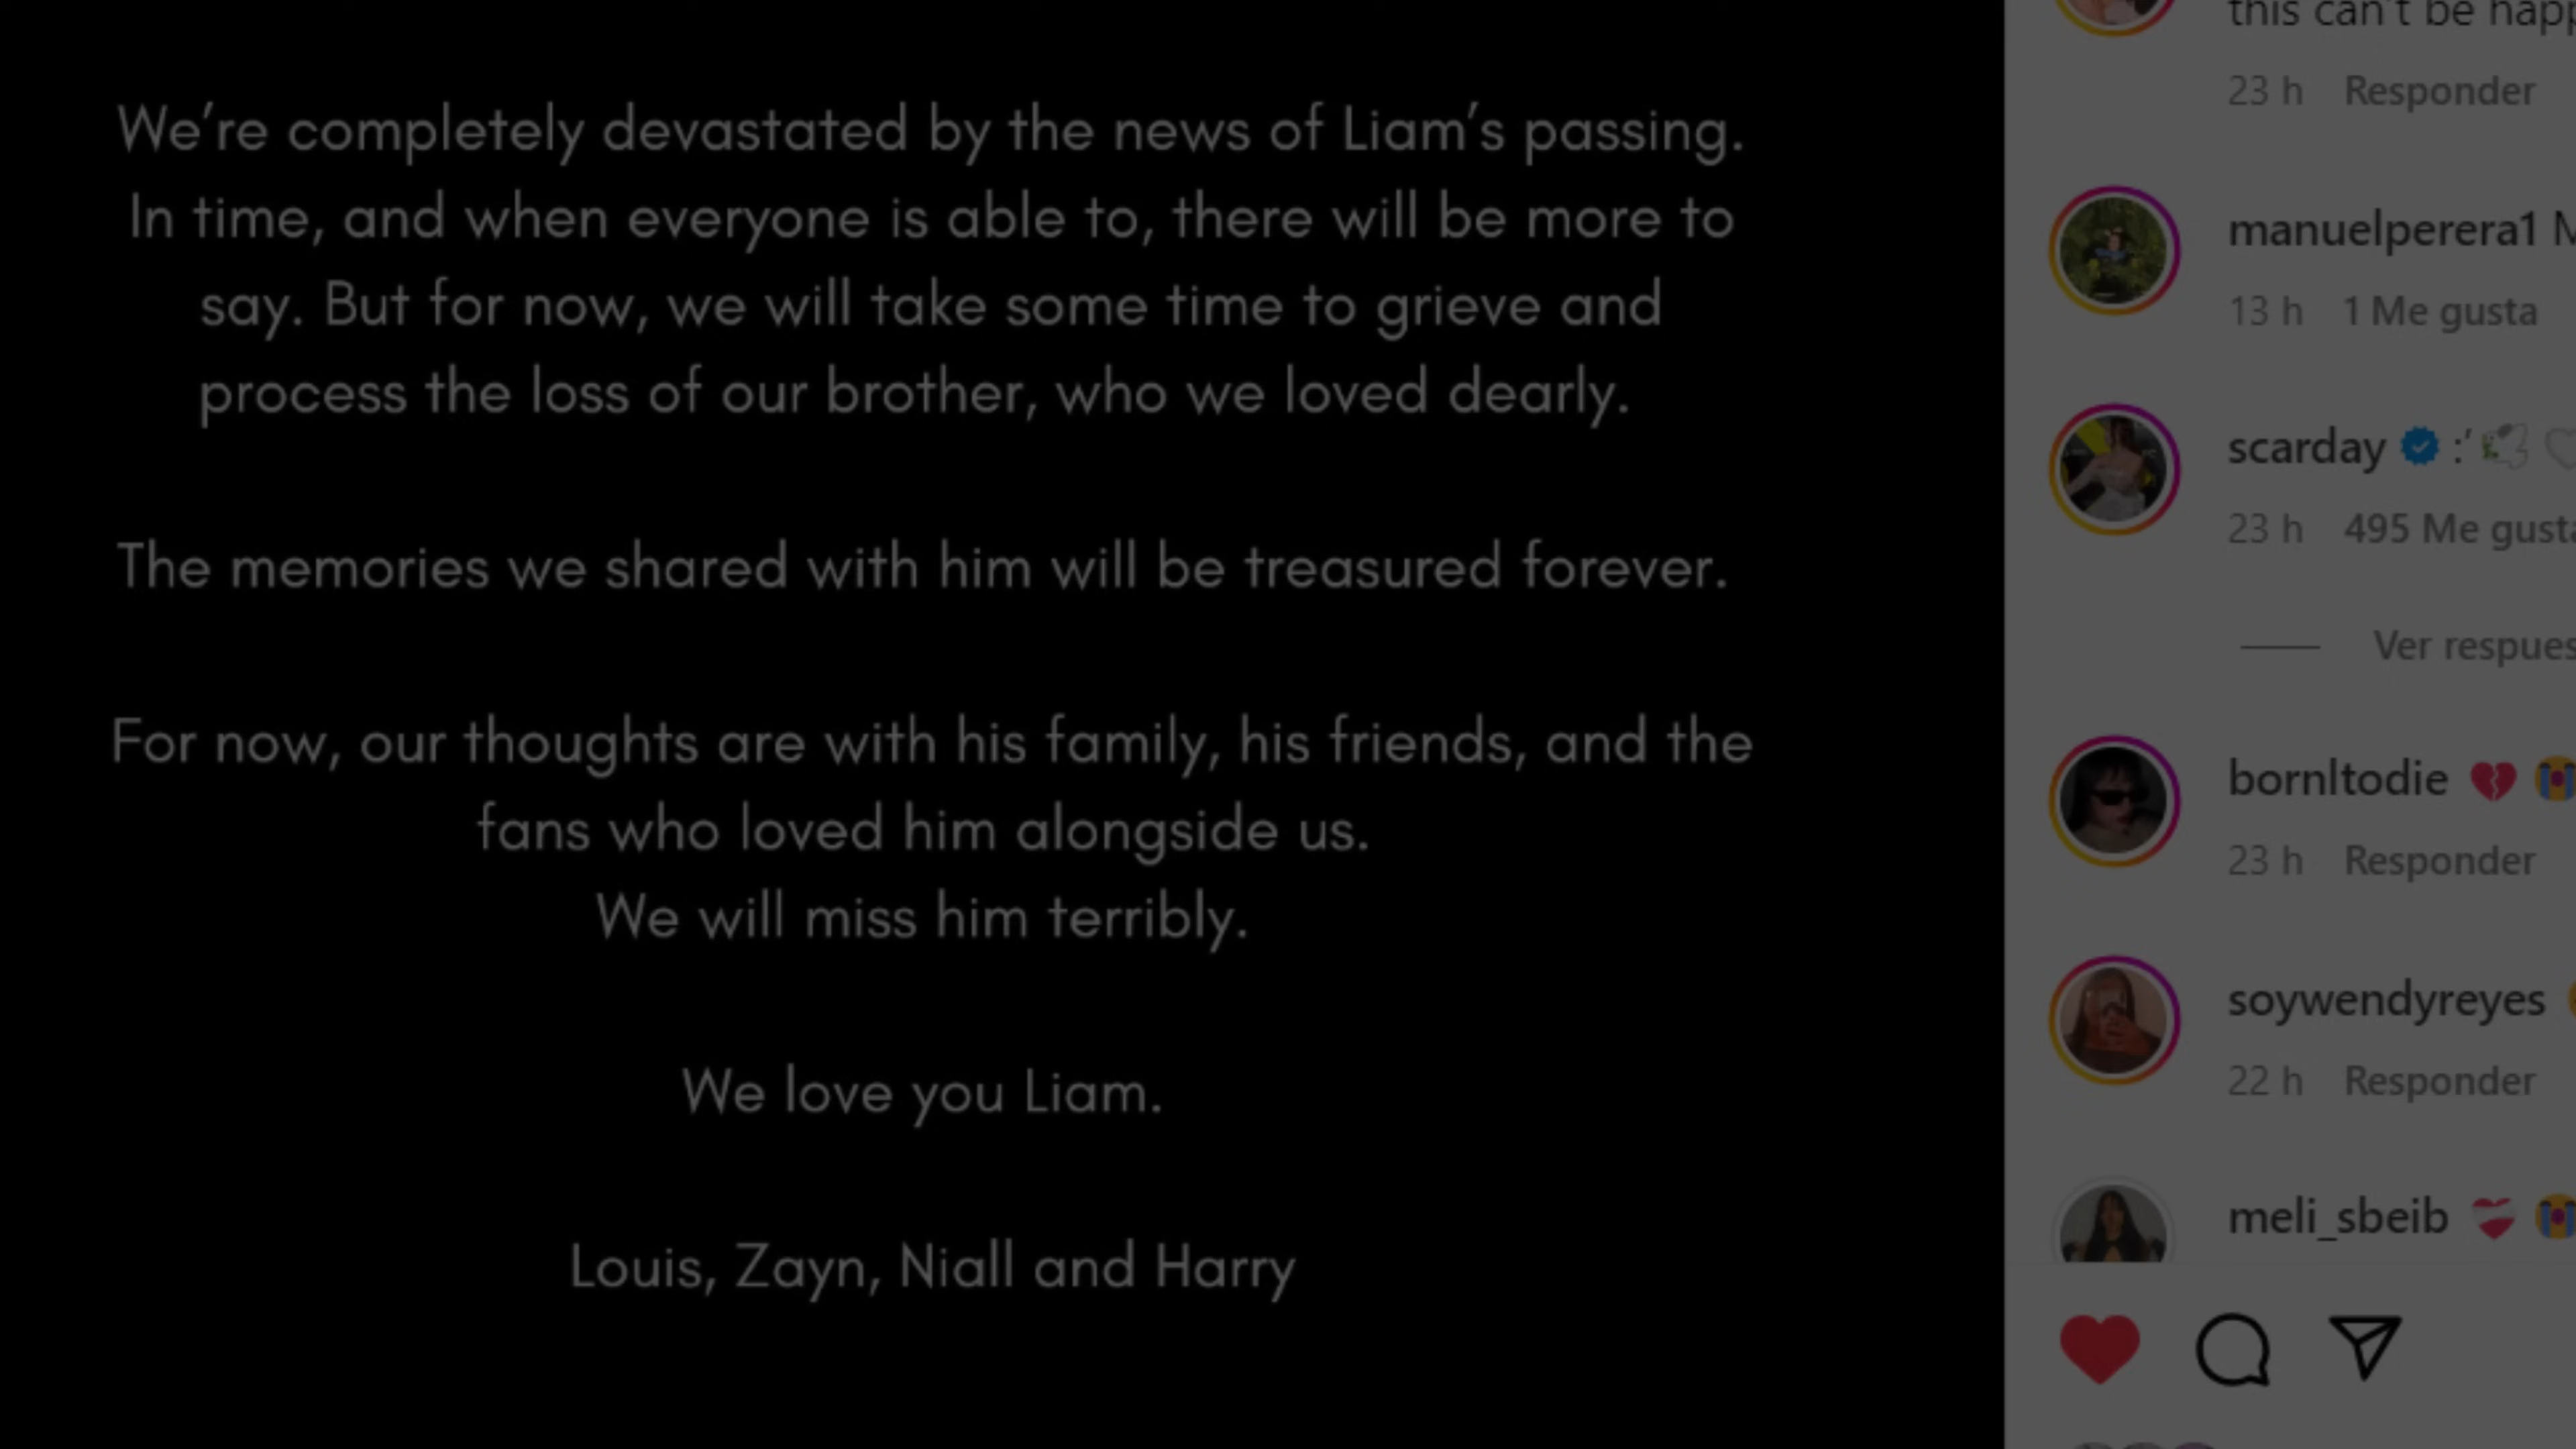 We're completely devastated by the news of Liam's passing.
In time, and when everyone is able to, there will be more to
say. But for now, we will take some time to grieve and
process the loss of our brother, who we loved dearly.
The memories we shared with him will be treasured forever.
For now, our thoughts are with his family, his friends, and the
fans who loved him alongside us.
We will miss him terribly.
We love you Liam.
Louis, Zayn, Niall and Harry
this can't be
23 h Responder
manuelperera1
13 h 1 Me gusta
scarday :'
23 h 495 Me gusta
Ver
bornltodie 💔 😭
23 h Responder
soywendyreyes
22 h Responder
meli_sbeib ❤️‍🩹 😭